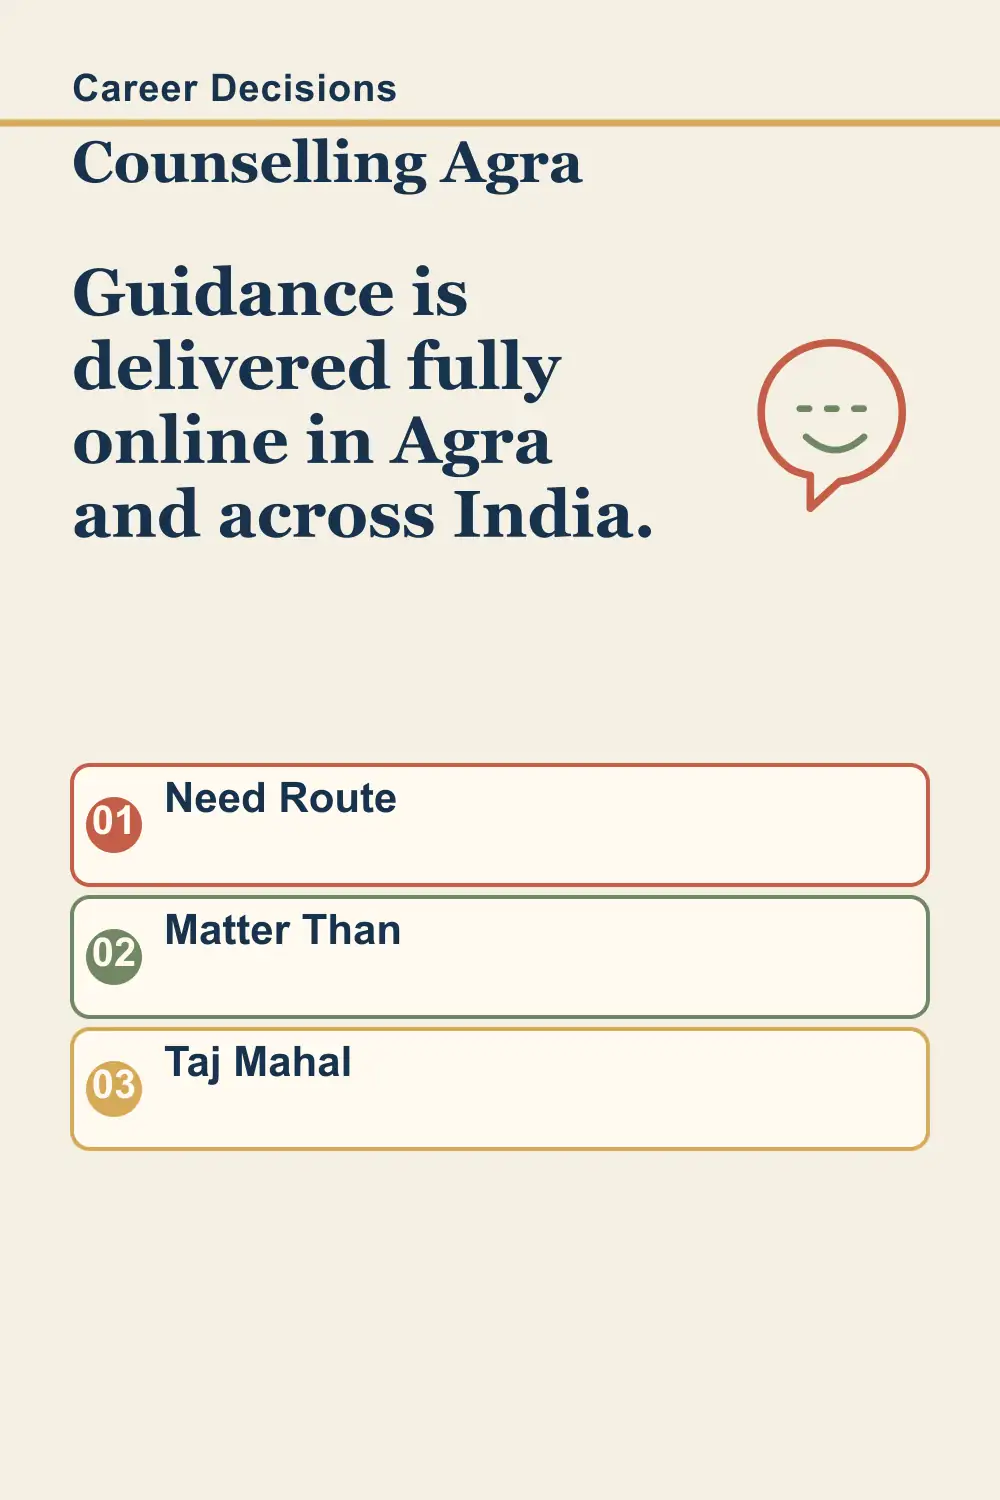 Career Decisions
Counselling Agra
Guidance is
delivered fully
online in Agra
and across India.
01 Need Route
02 Matter Than
03 Taj Mahal